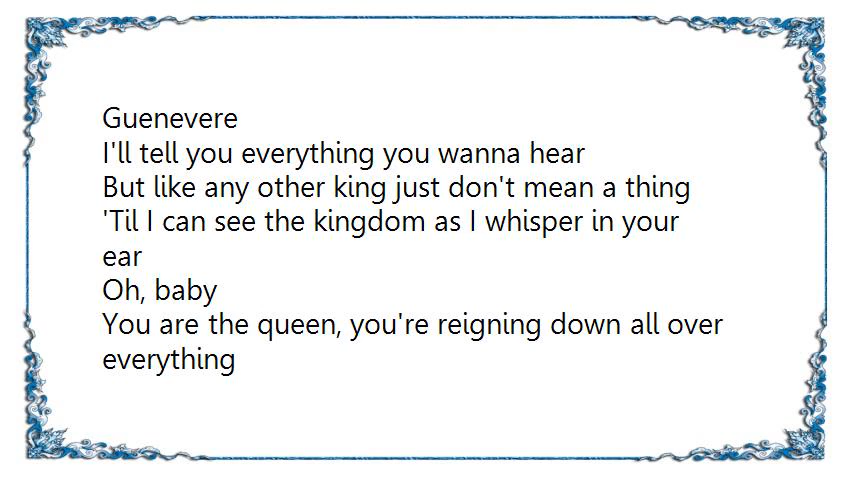 Guenevere
I'll tell you everything you wanna hear
But like any other king just don't mean a thing
'Til I can see the kingdom as I whisper in your
ear
Oh, baby
You are the queen, you're reigning down all over
everything